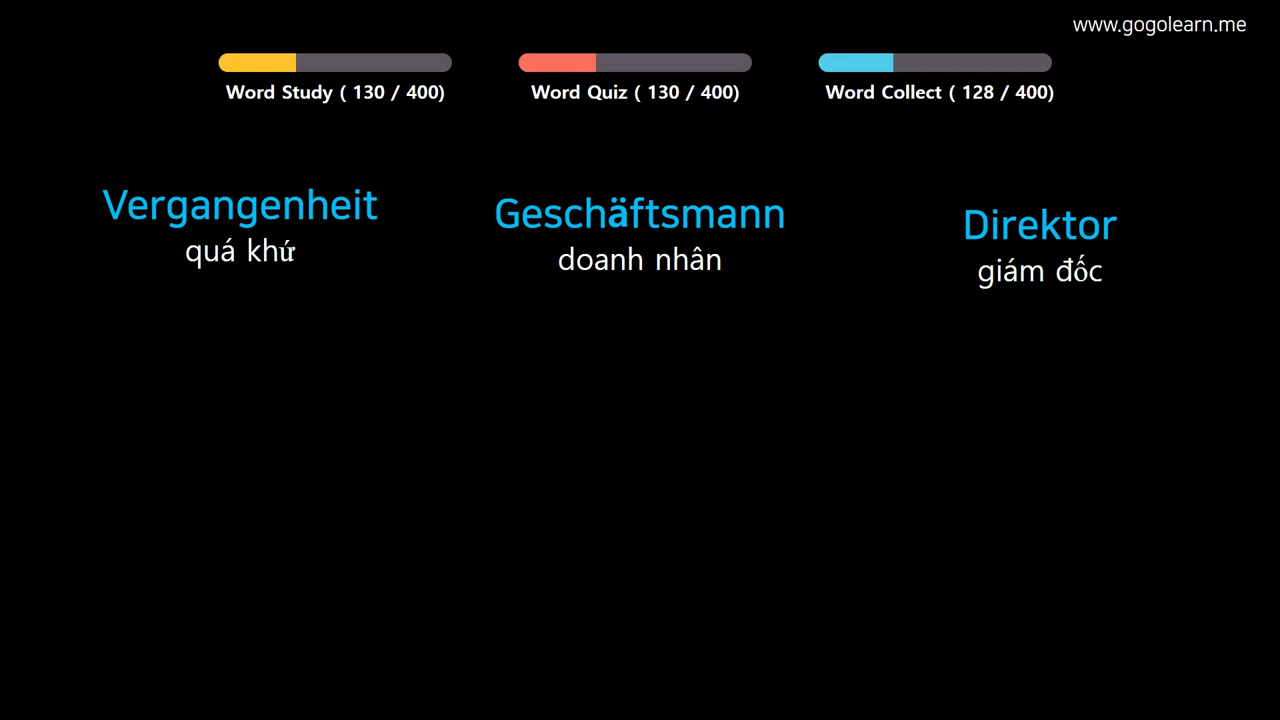 www.gogolearn.me
Word Study ( 130 / 400)
Word Quiz ( 130 / 400)
Word Collect ( 128 / 400)
Vergangenheit
quá khứ
Geschäftsmann
doanh nhân
Direktor
giám đốc